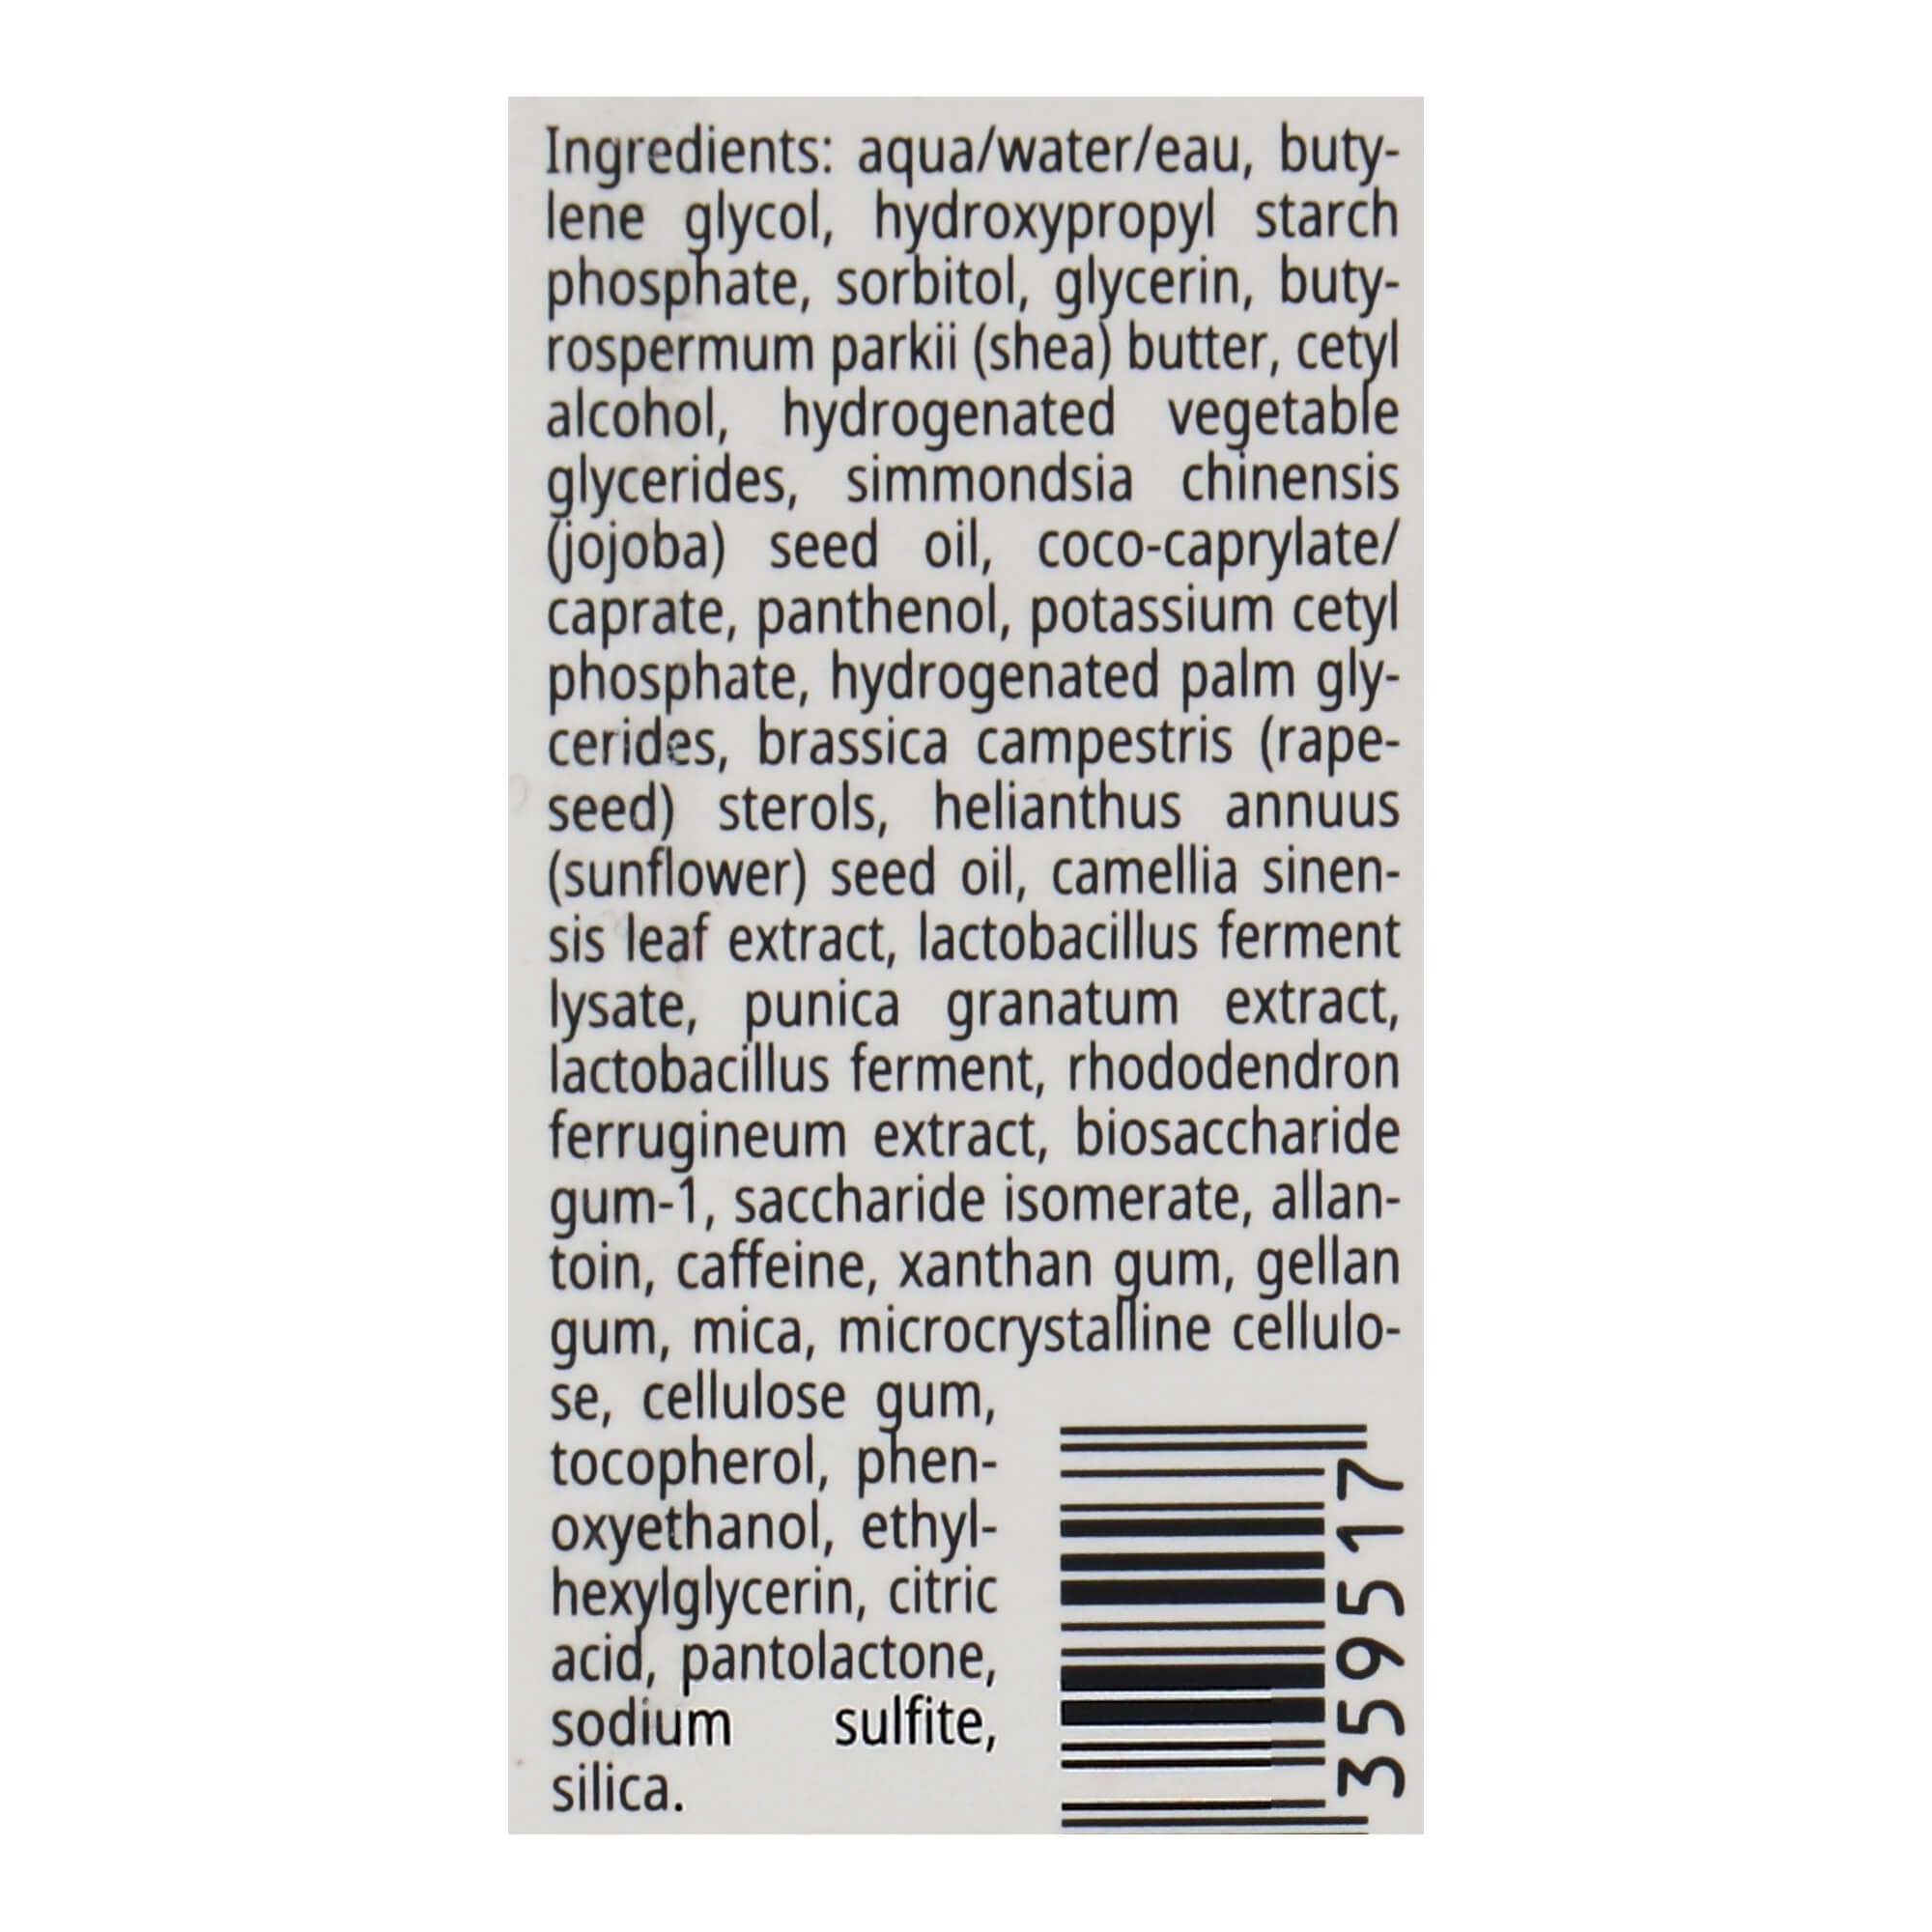 Ingredients: aqua/water/eau, buty-
lene glycol, hydroxypropyl starch
phosphate, sorbitol, glycerin, buty-
rospermum parkii (shea) butter, cetyl
alcohol, hydrogenated vegetable
glycerides, simmondsia chinensis
(jojoba) seed oil, coco-caprylate/
caprate, panthenol, potassium cetyl
phosphate, hydrogenated palm gly-
cerides, brassica campestris (rape-
seed) sterols, helianthus annuus
(sunflower) seed oil, camellia sinen-
sis leaf extract, lactobacillus ferment
lysate, punica granatum extract,
lactobacillus ferment, rhododendron
ferrugineum extract, biosaccharide
gum-1, saccharide isomerate, allan-
toin, caffeine, xanthan gum, gellan
gum, mica, microcrystalline cellulo-
se, cellulose gum,
tocopherol, phen-
oxyethanol, ethyl-
hexylglycerin, citric
acid, pantolactone,
sodium sulfite,
silica.
359517